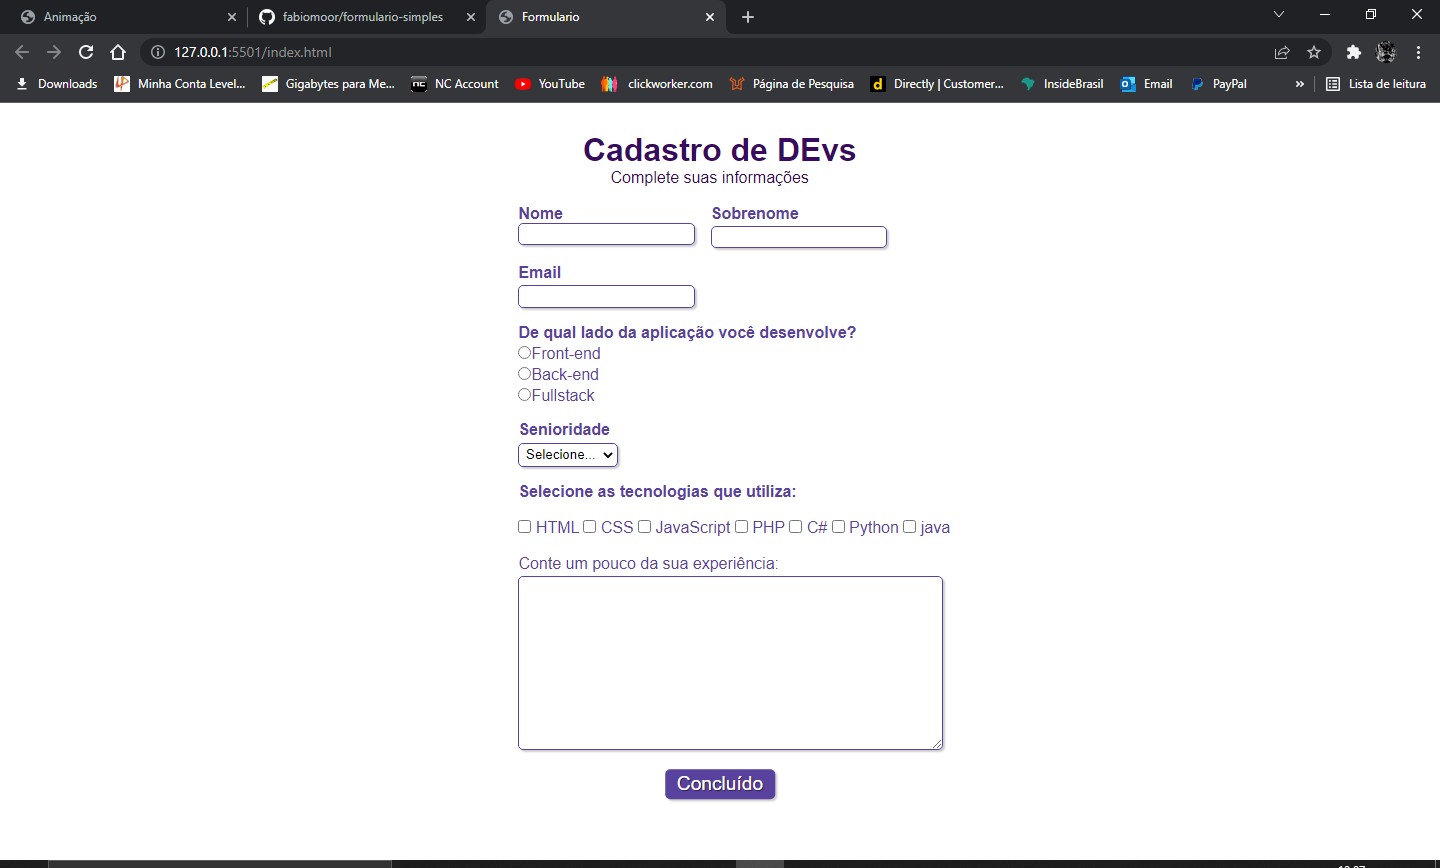 Animação
fabiomoor/formulario-simples
Formulario
127.0.0.1:5501/index.html
Downloads
Minha Conta Level...
Gigabytes para Me...
NC Account
YouTube
clickworker.com
Página de Pesquisa
Directly | Customer...
InsideBrasil
Email
PayPal
»
Lista de leitura
Cadastro de DEvs
Complete suas informações
Nome Sobrenome
Email
De qual lado da aplicação você desenvolve?
Front-end
Back-end
Fullstack
Senioridade
Selecione...
Selecione as tecnologias que utiliza:
HTML CSS JavaScript PHP C# Python java
Conte um pouco da sua experiência:
Concluído